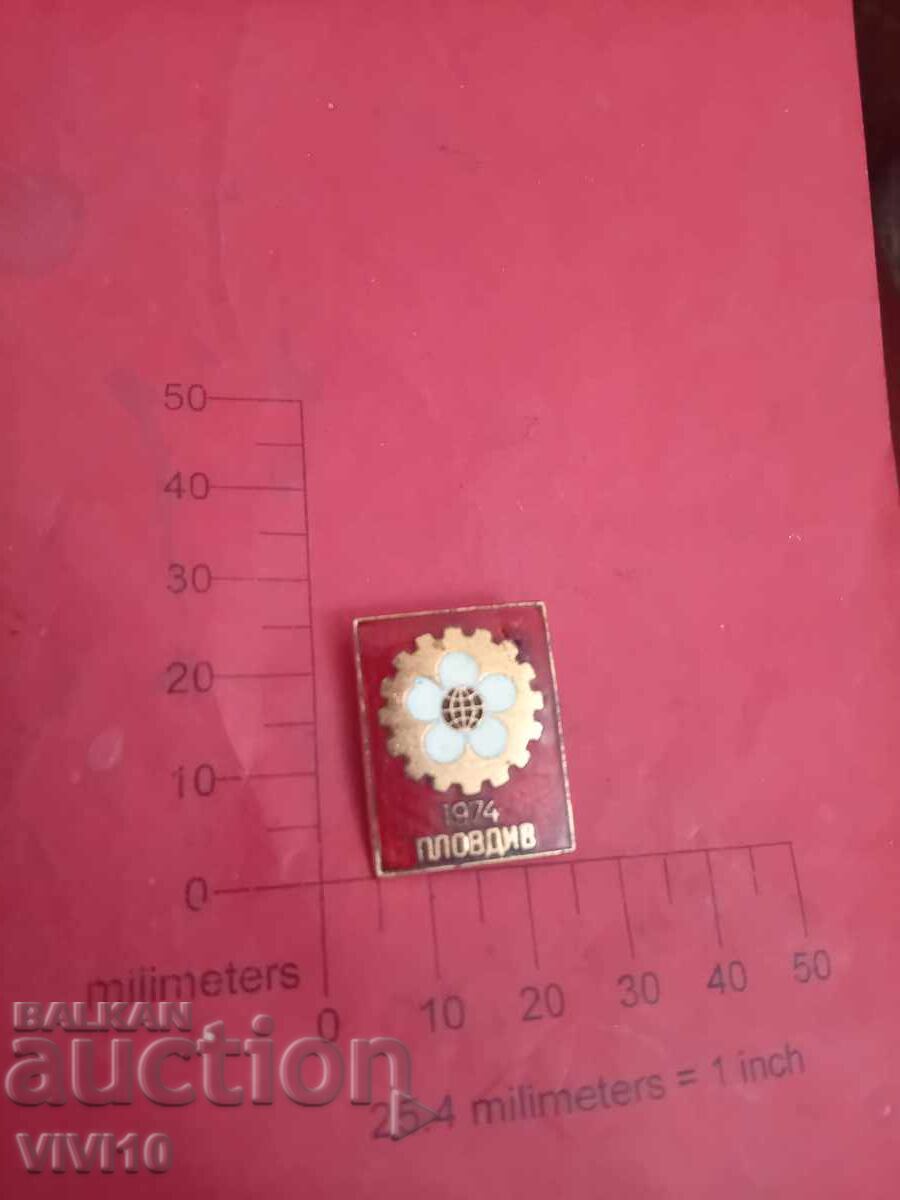 50
40
30
20
10
0
1974
ПЛОВДИВ
milimeters
0 10 20 30 40 50
25.4 milimeters = 1 inch
BALKAN
auction
VIVI10